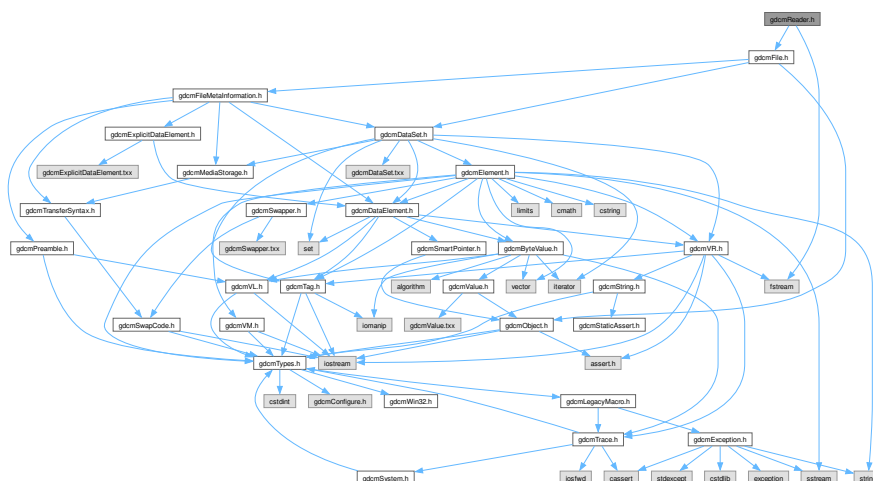 gdcmReader.h
gdcmFile.h
gdcmFileMetaInformation.h
gdcmExplicitDataElement.h
gdcmDataSet.h
gdcmExplicitDataElement.txx
gdcmMediaStorage.h
gdcmDataSet.txx
gdcmElement.h
gdcmTransferSyntax.h
gdcmSwapper.h
gdcmDataElement.h
limits
cmath
cstring
gdcmPreamble.h
gdcmSwapper.txx
set
gdcmSmartPointer.h
gdcmByteValue.h
gdcmVR.h
gdcmVL.h
gdcmTag.h
algorithm
gdcmValue.h
vector
iterator
gdcmString.h
fstream
gdcmSwapCode.h
gdcmVM.h
iomanip
gdcmValue.txx
gdcmObject.h
gdcmStaticAssert.h
gdcmTypes.h
iostream
assert.h
cstdint
gdcmConfigure.h
gdcmWin32.h
gdcmLegacyMacro.h
gdcmTrace.h
gdcmException.h
gdcmSystem.h
iosfwd
cassert
stdexcept
cstdlib
exception
sstream